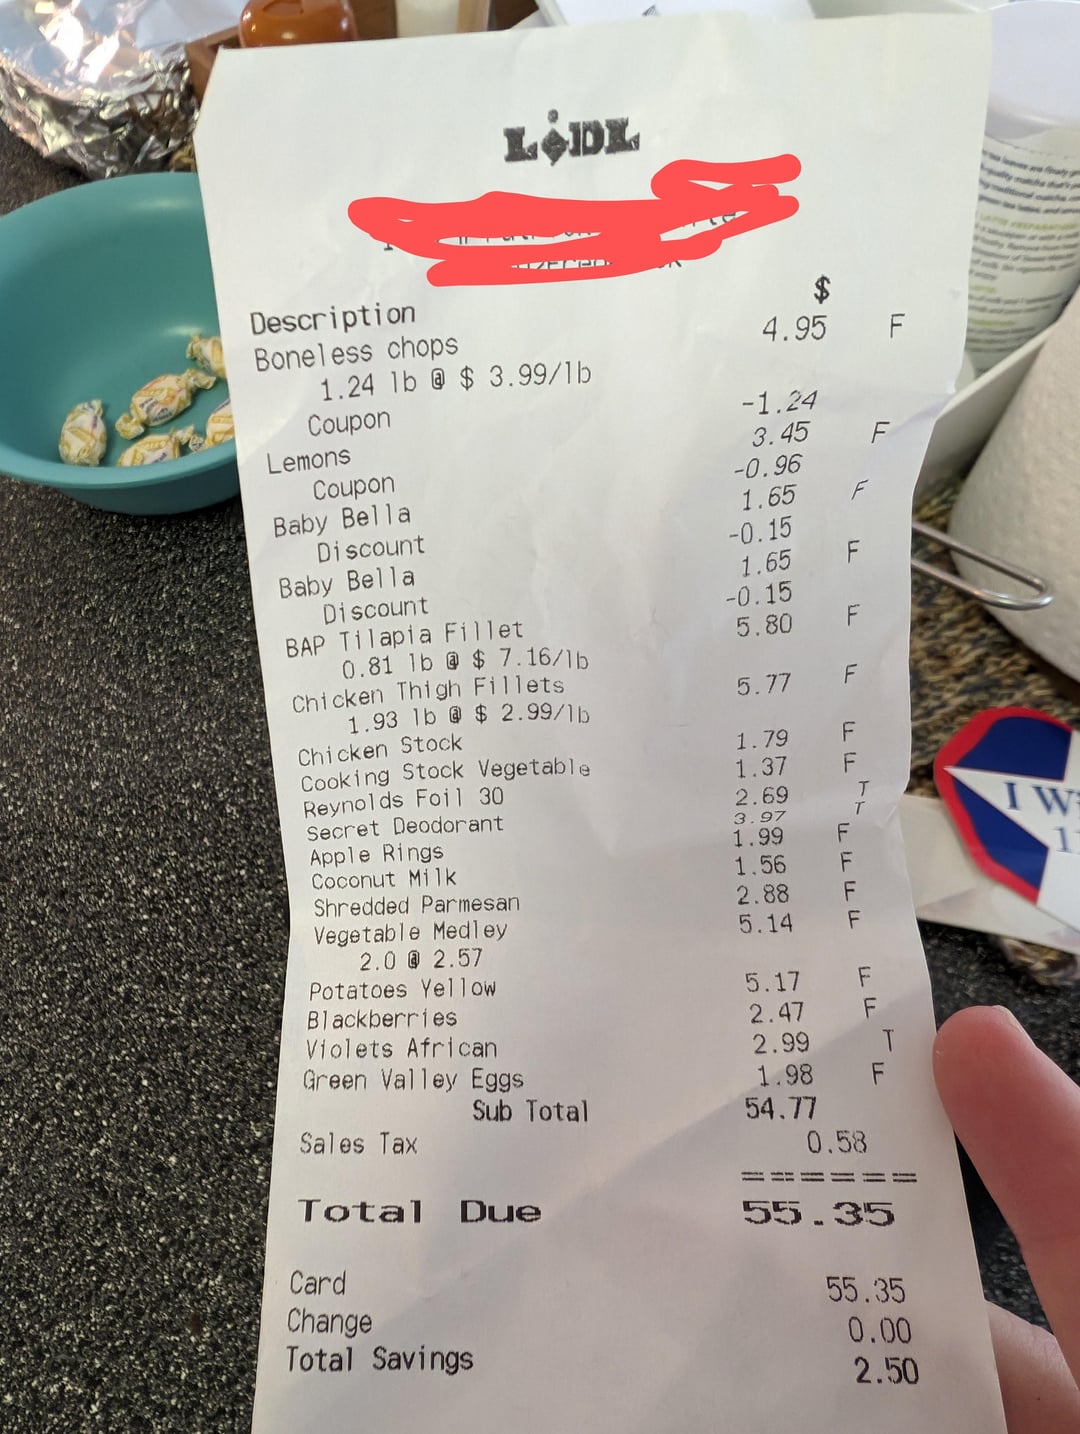 LIDL
Description $
Boneless chops 4.95 F
1.24 lb @ $ 3.99/lb
Coupon -1.24
Lemons 3.45 F
Coupon -0.96
Baby Bella 1.65 F
Discount -0.15
Baby Bella 1.65 F
Discount -0.15
BAP Tilapia Fillet 5.80 F
0.81 lb @ $ 7.16/lb
Chicken Thigh Fillets 5.77 F
1.93 lb @ $ 2.99/lb
Chicken Stock 1.79 F
Cooking Stock Vegetable 1.37 F
Reynolds Foil 30 2.69 T
Secret Deodorant 3.97 T
Apple Rings 1.99 F
Coconut Milk 1.56 F
Shredded Parmesan 2.88 F
Vegetable Medley 5.14 F
2.0 @ 2.57
Potatoes Yellow 5.17 F
Blackberries 2.47 F
Violets African 2.99 T
Green Valley Eggs 1.98 F
Sub Total 54.77
Sales Tax 0.58
======
Total Due 55.35
Card 55.35
Change 0.00
Total Savings 2.50
I